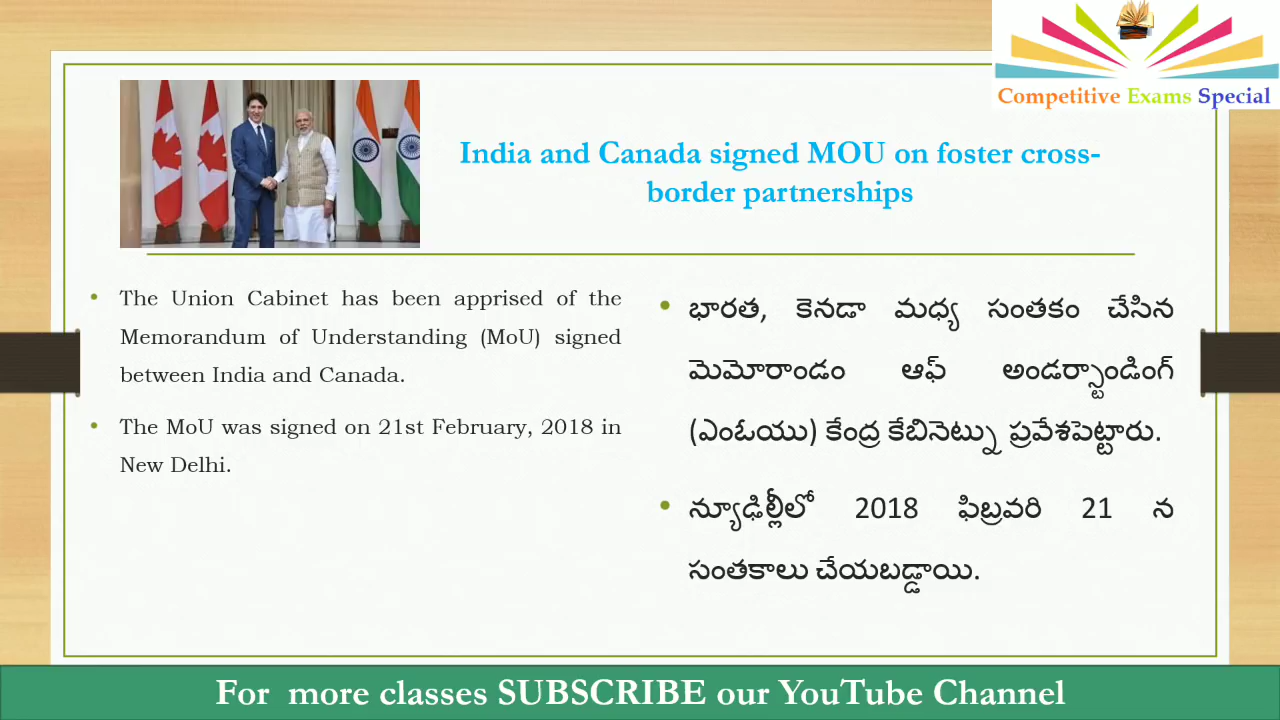 Competitive Exams Special
India and Canada signed MOU on foster cross-
border partnerships
The Union Cabinet has been apprised of the
Memorandum of Understanding (MoU) signed
between India and Canada.
The MoU was signed on 21st February, 2018 in
New Delhi.
భారత, కెనడా మధ్య సంతకం చేసిన
మెమోరాండం ఆఫ్ అండర్స్టాండింగ్
(ఎంఓయు) కేంద్ర కేబినెట్ను ప్రవేశపెట్టారు.
న్యూఢిల్లీలో 2018 ఫిబ్రవరి 21 న
సంతకాలు చేయబడ్డాయి.
For more classes SUBSCRIBE our YouTube Channel